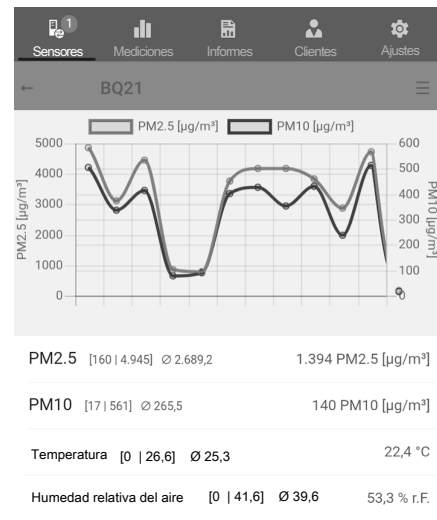 1
Sensores Mediciones Informes Clientes Ajustes
← BQ21 ☰
PM2.5 [µg/m³] PM10 [µg/m³]
5000 600
4000 500
3000 400
2000 300
1000 200
0 100
0
PM2.5 [µg/m³]
PM10 [µg/m³]
PM2.5 [160 | 4.945] Ø 2.689,2 1.394 PM2.5 [µg/m³]
PM10 [17 | 561] Ø 265,5 140 PM10 [µg/m³]
Temperatura [0 | 26,6] Ø 25,3 22,4 °C
Humedad relativa del aire [0 | 41,6] Ø 39,6 53,3 % r.F.